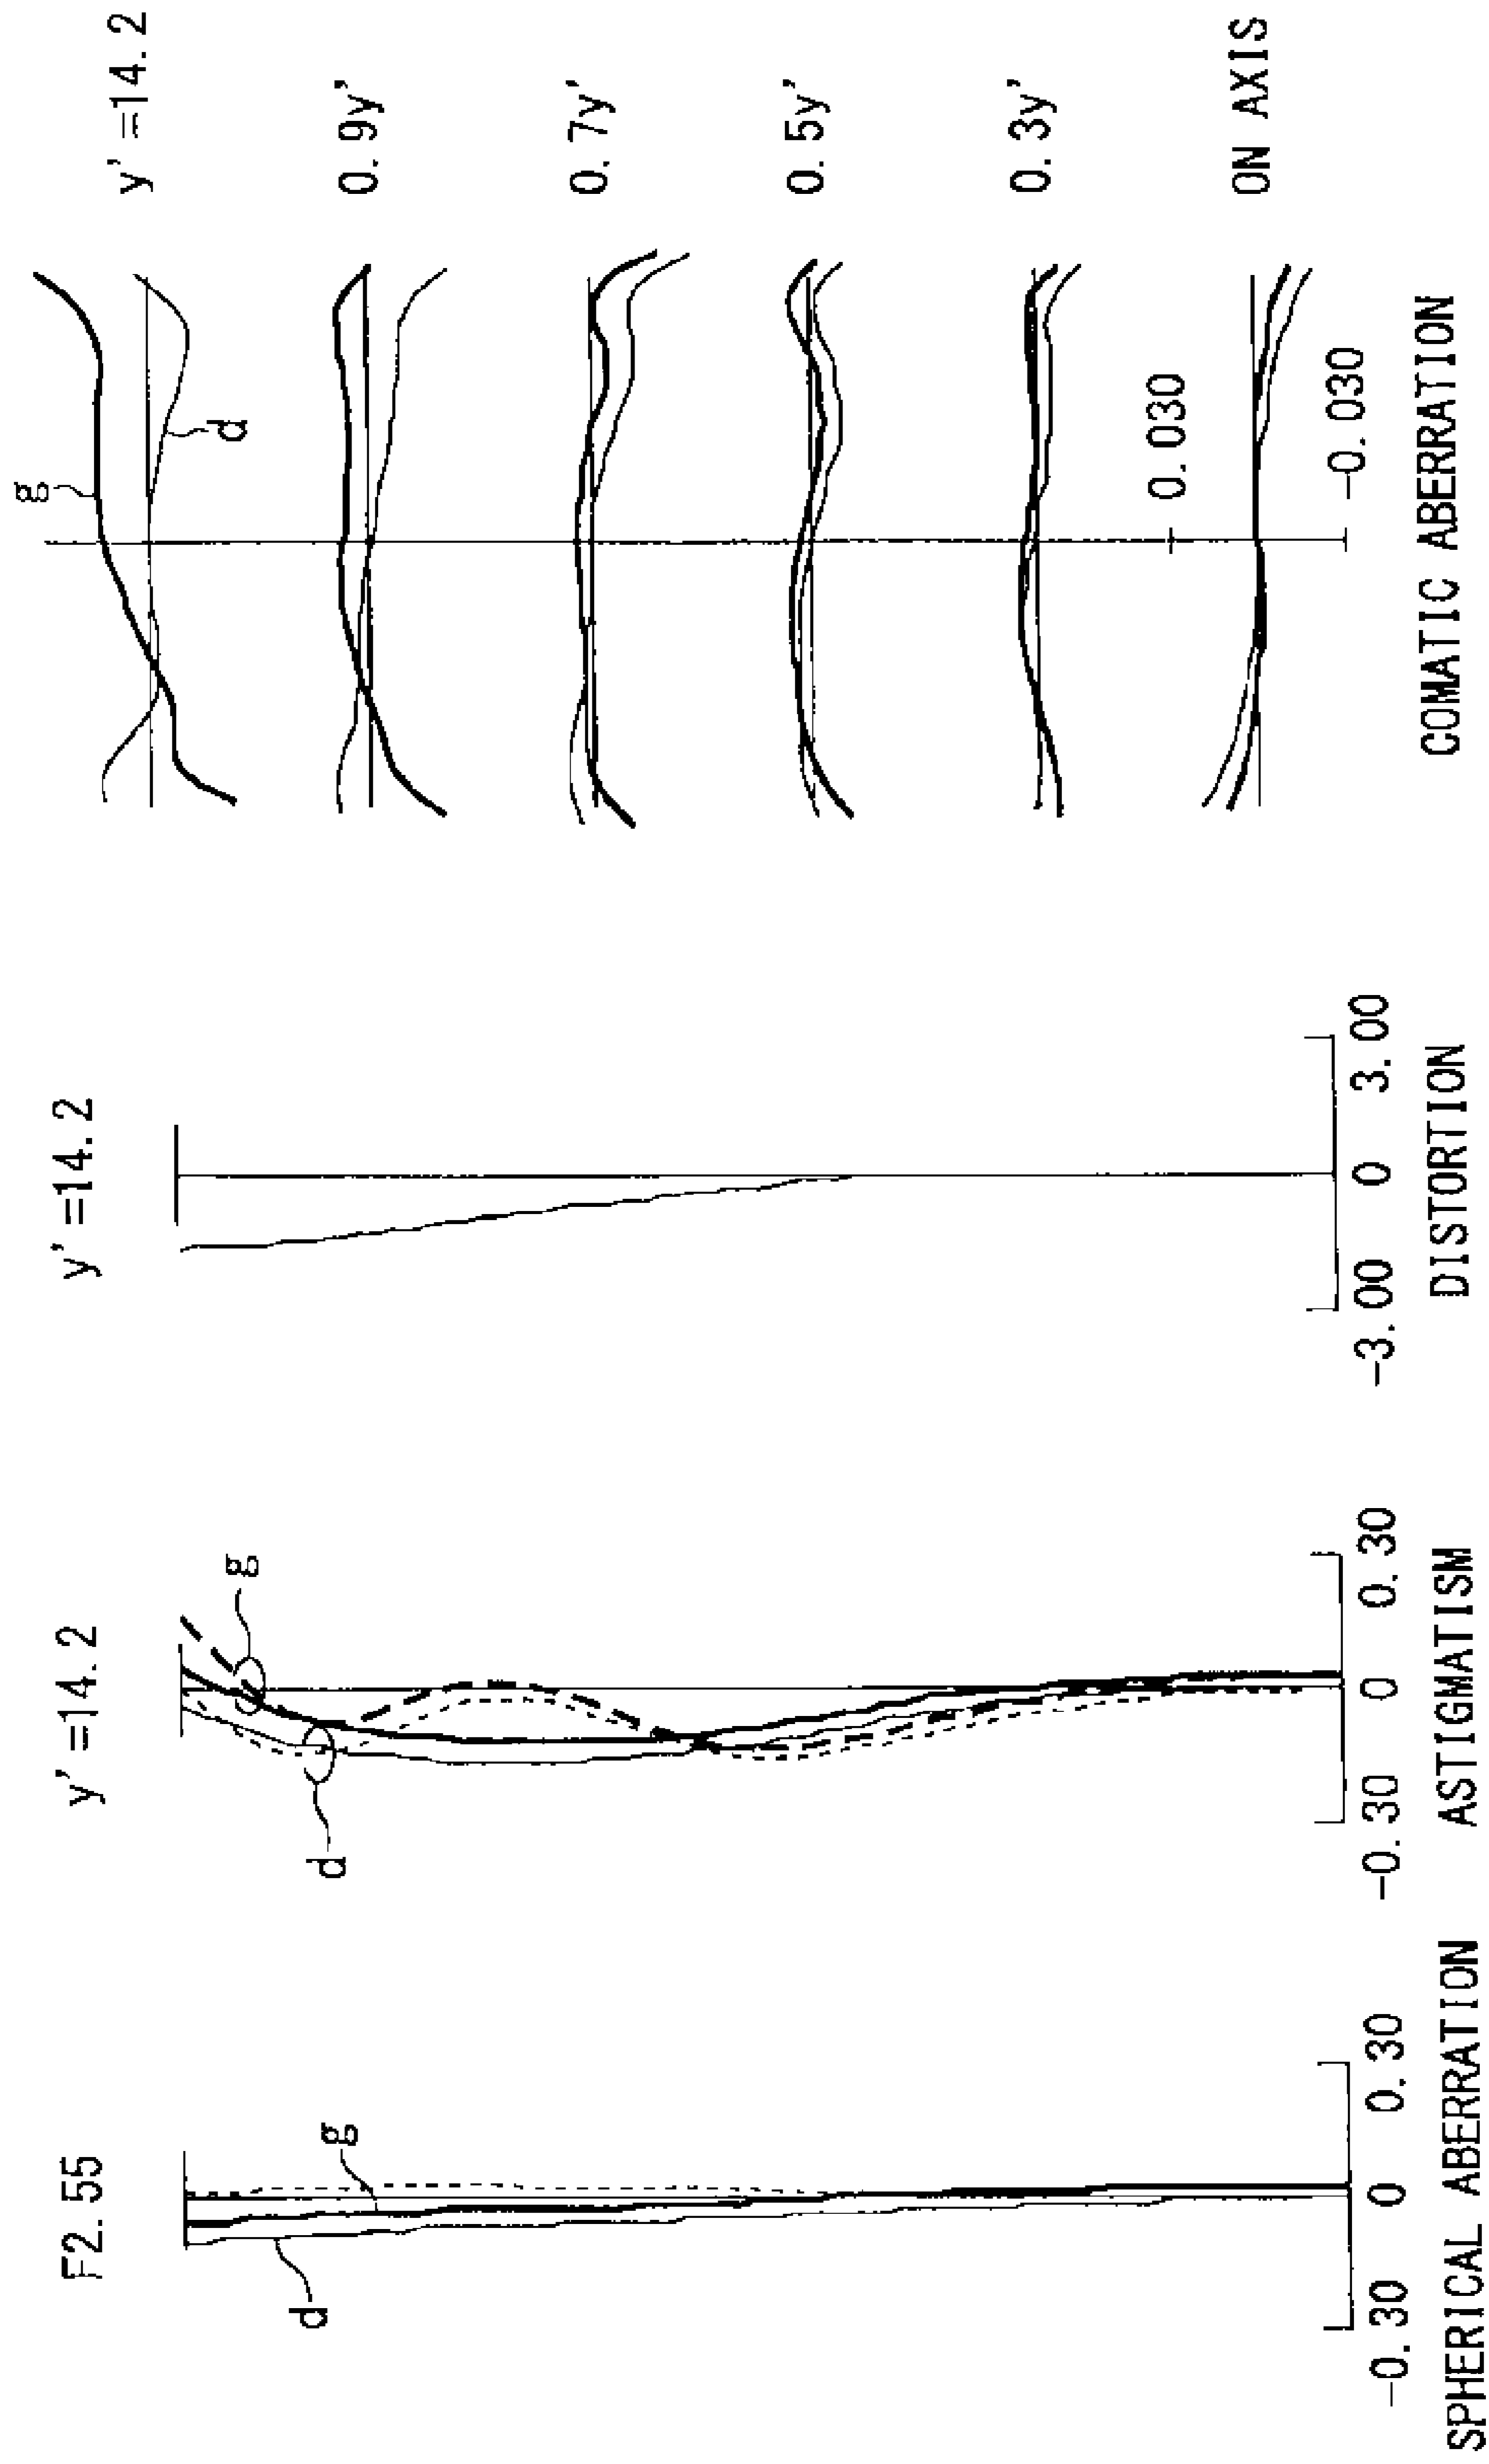 F2.55
g
d
-0.30
0
0.30
SPHERICAL ABERRATION
y'=14.2
g
d
-0.30
0
0.30
ASTIGMATISM
y'=14.2
-3.00
0
3.00
DISTORTION
g
d
y'=14.2
0.9y'
0.7y'
0.5y'
0.3y'
0.030
ON AXIS
-0.030
COMATIC ABERRATION